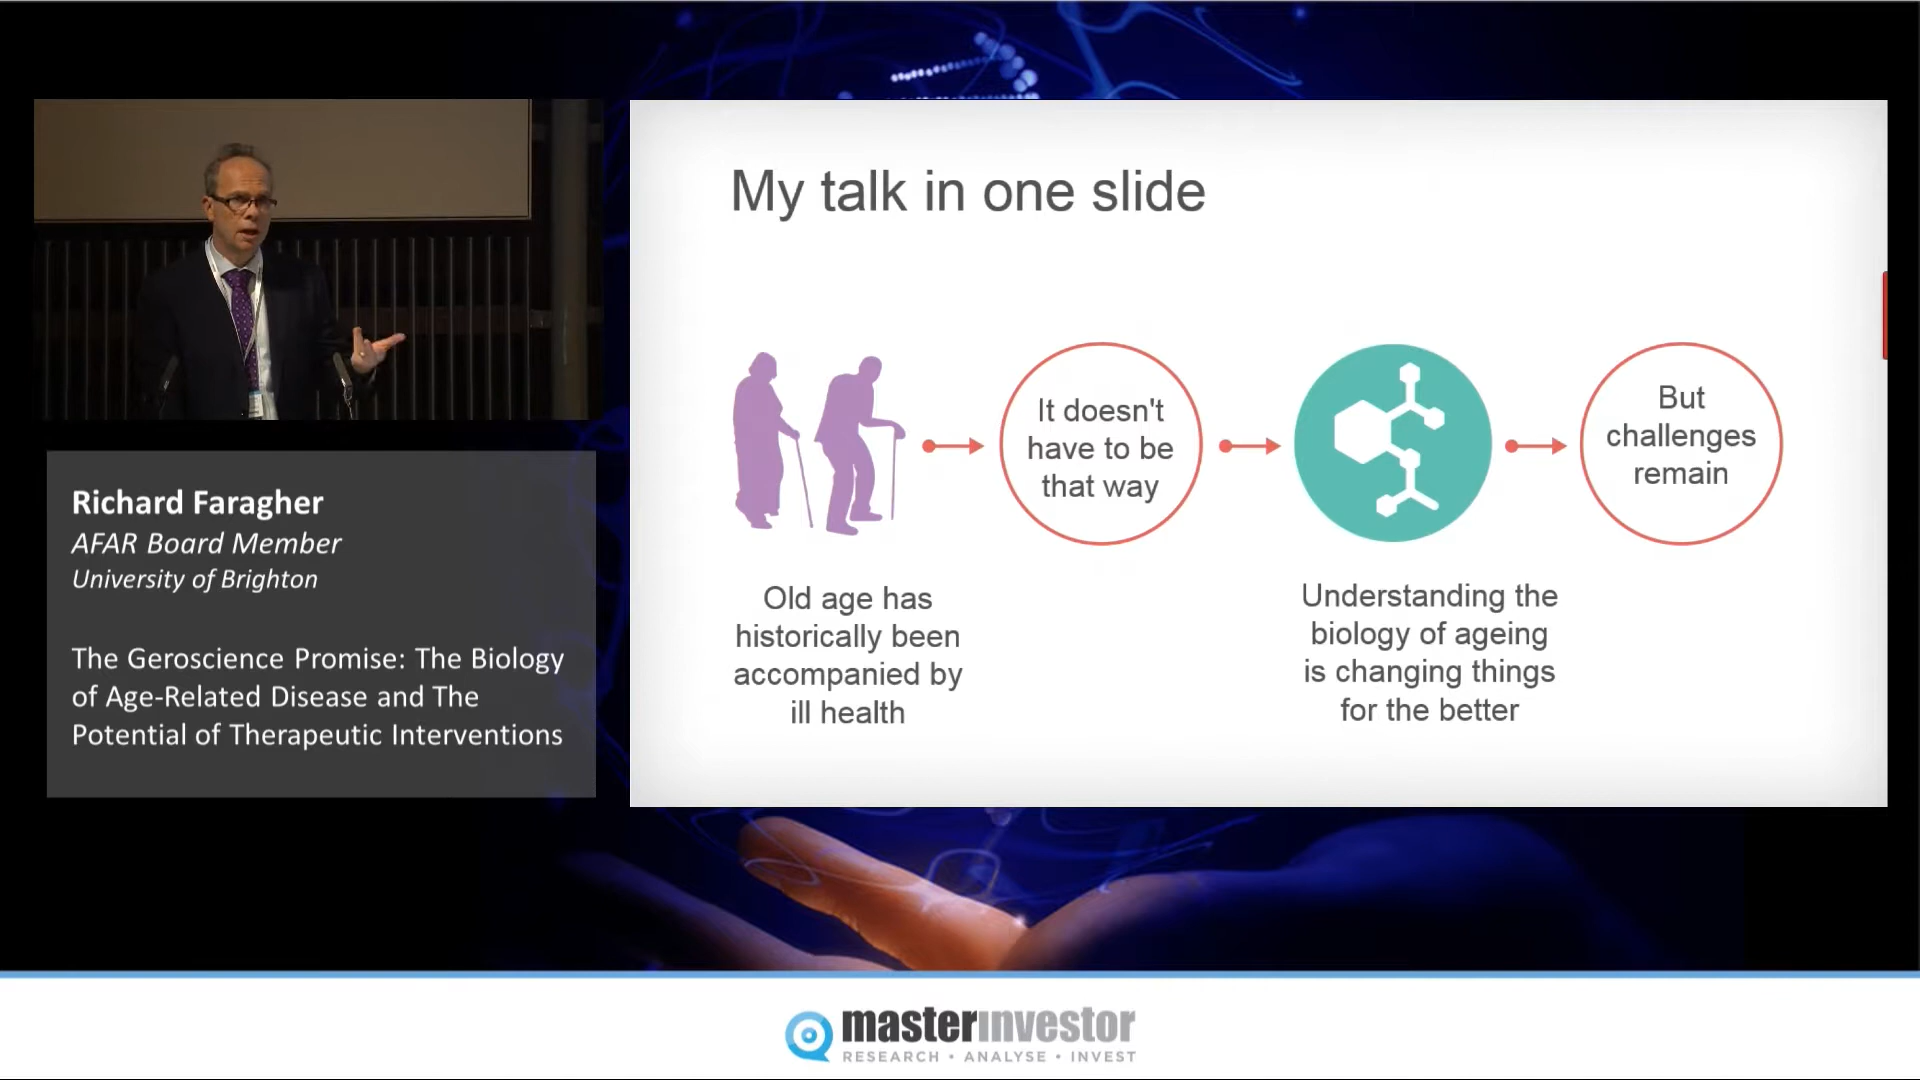 My talk in one slide
It doesn't
have to be
that way
But
challenges
remain
Old age has
historically been
accompanied by
ill health
Understanding the
biology of ageing
is changing things
for the better
Richard Faragher
AFAR Board Member
University of Brighton
The Geroscience Promise: The Biology
of Age-Related Disease and The
Potential of Therapeutic Interventions
masterinvestor
RESEARCH • ANALYSE • INVEST